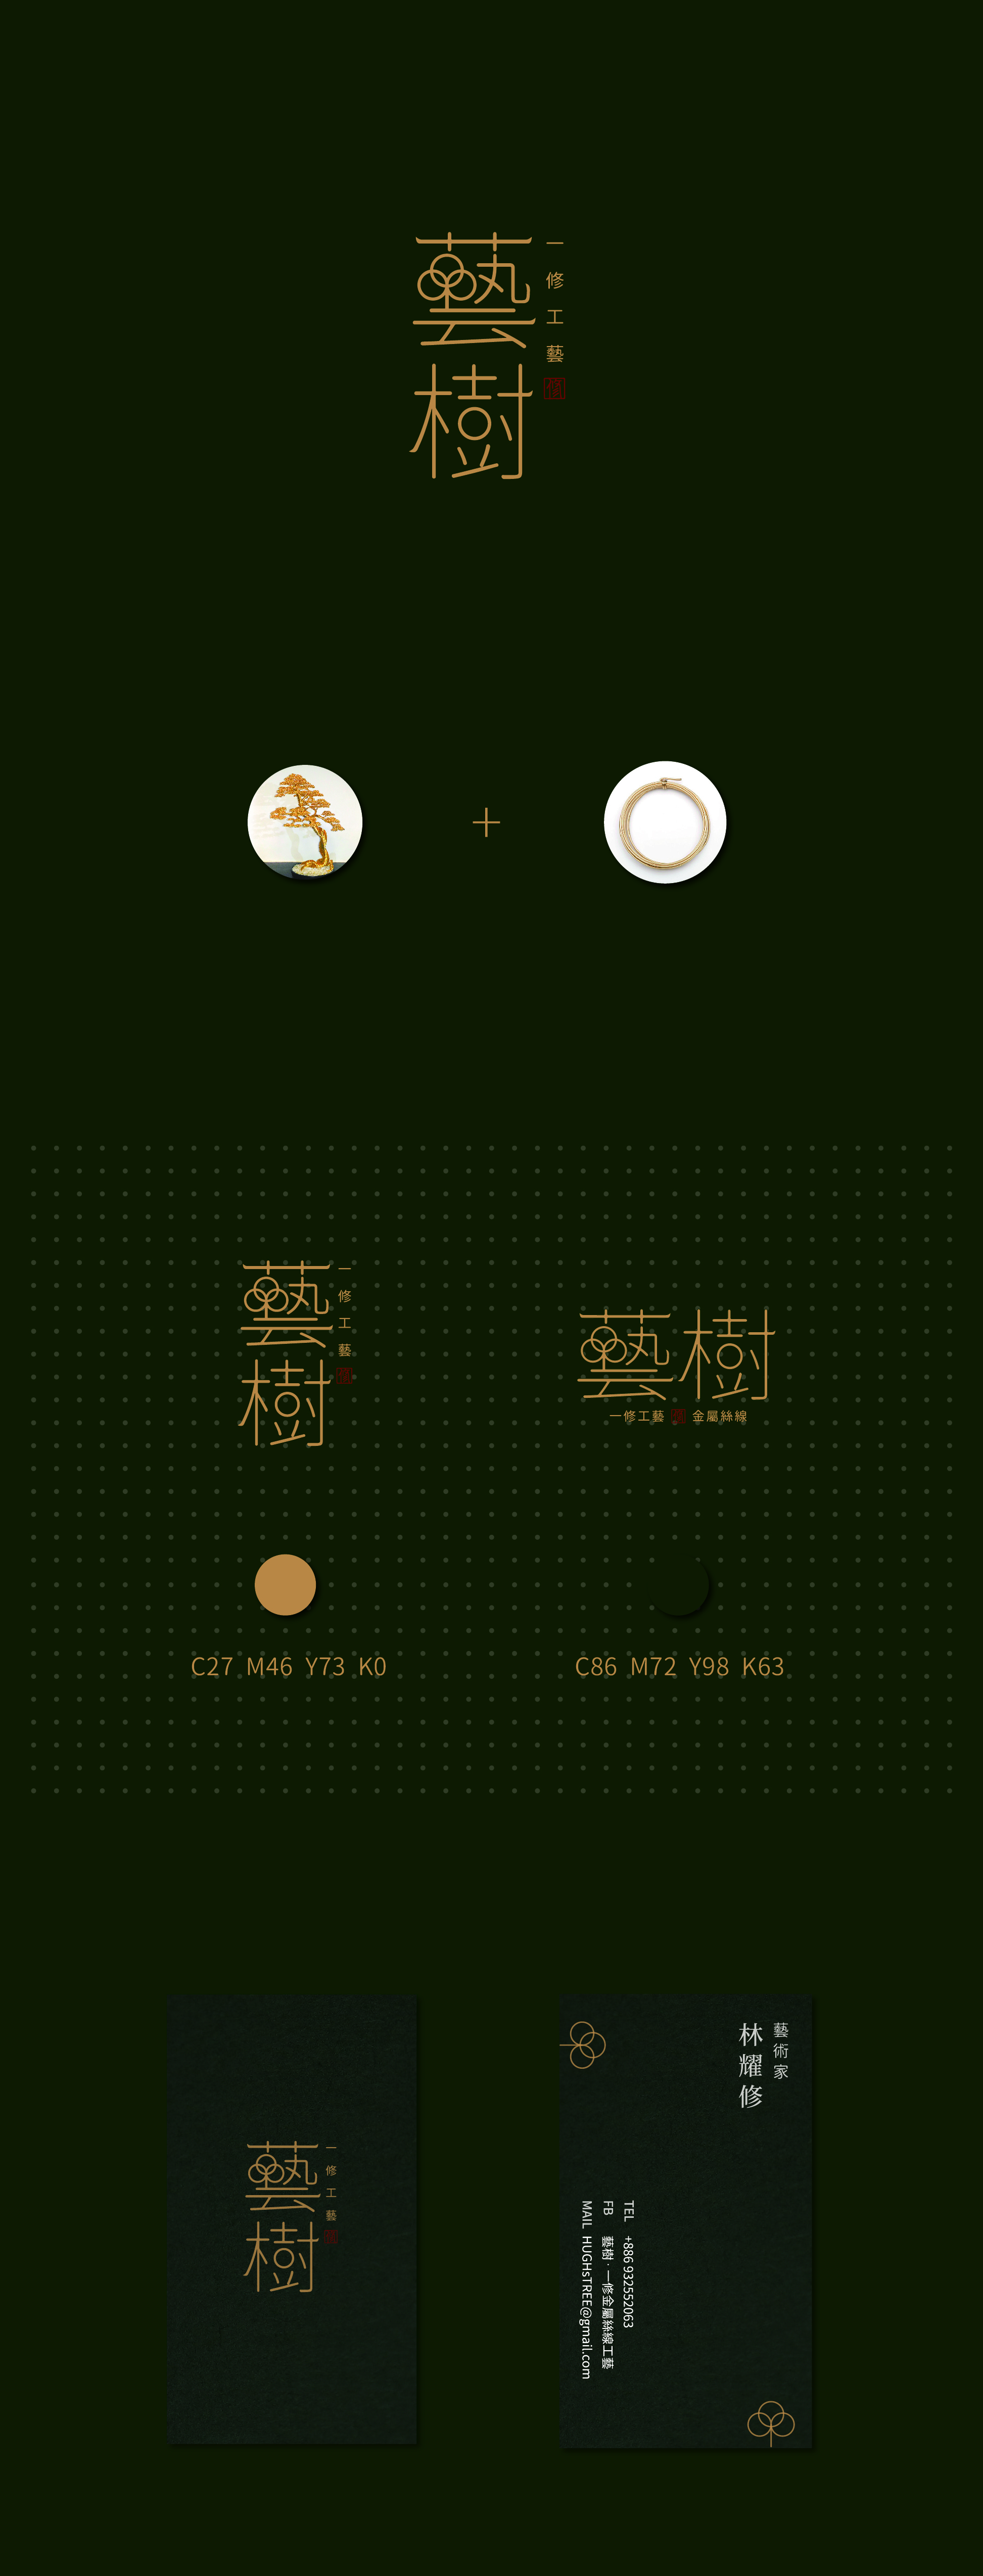 藝樹
一修工藝
藝樹
一修工藝
藝樹
一修工藝 金屬絲線
C27 M46 Y73 K0
C86 M72 Y98 K63
藝樹
一修工藝
藝術家
林耀修
TEL +886 932552063
FB 藝樹·一修金屬絲線工藝
MAIL HUGHsTREE@gmail.com